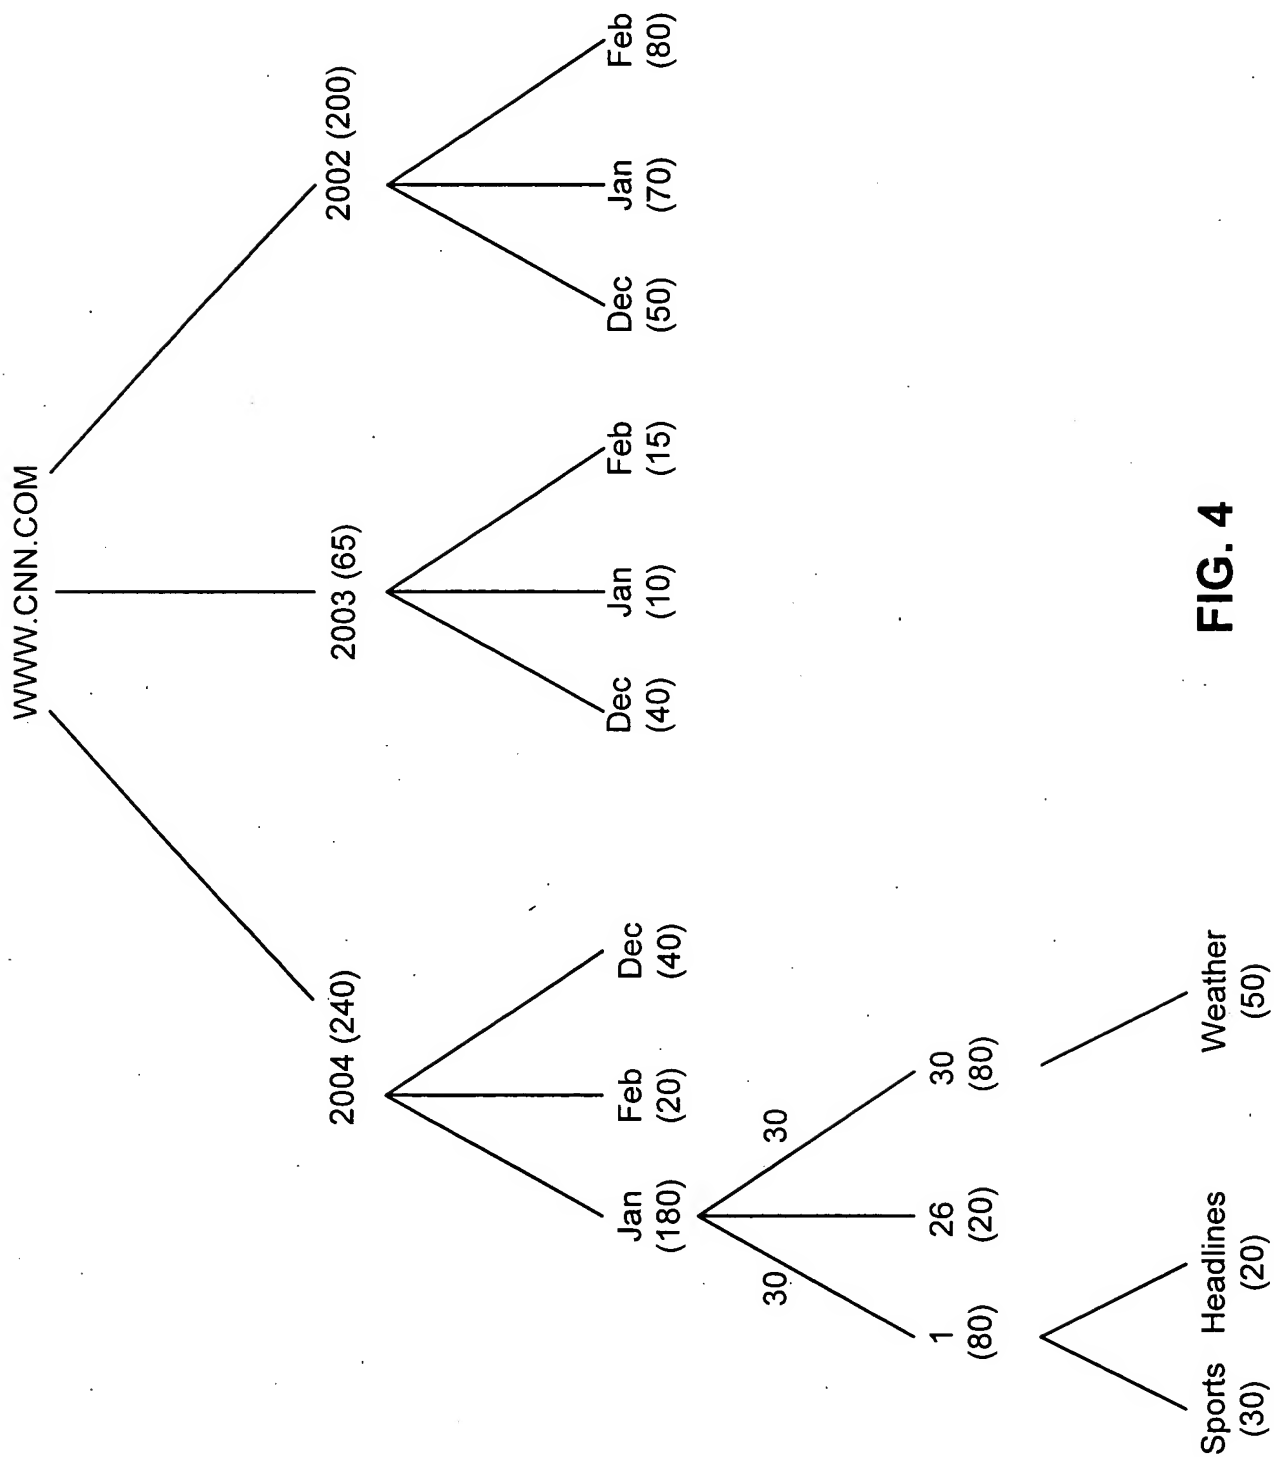 WWW.CNN.COM
2004 (240)
2003 (65)
2002 (200)
Jan
(180)
Feb
(20)
Dec
(40)
Dec
(40)
Jan
(10)
Feb
(15)
Dec
(50)
Jan
(70)
Feb
(80)
30
30
1
(80)
26
(20)
30
(80)
Sports
(30)
Headlines
(20)
Weather
(50)
FIG. 4